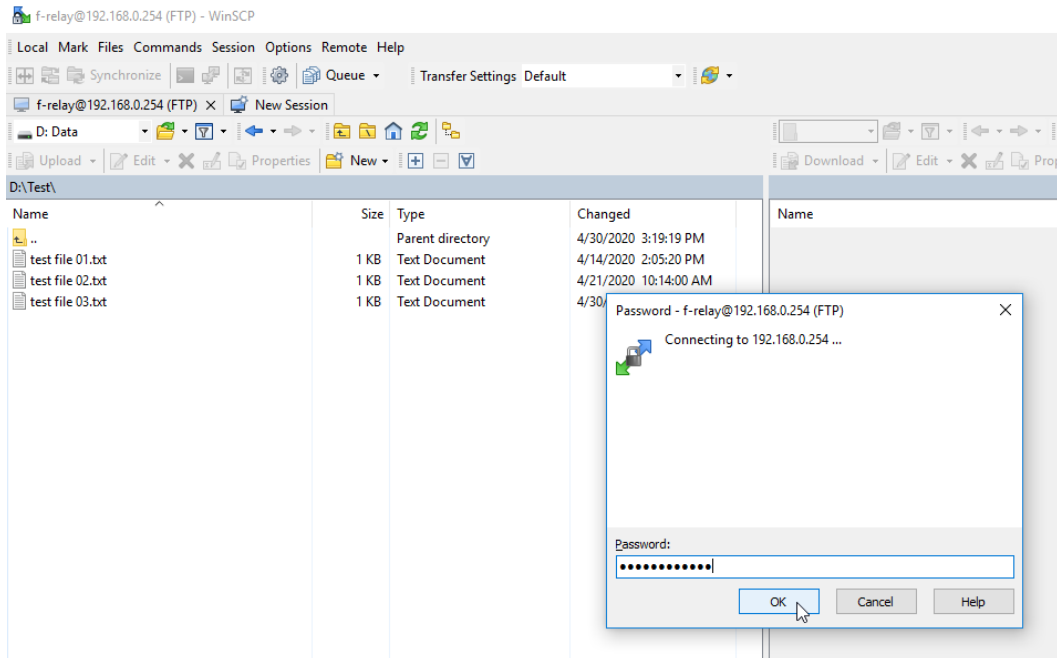 f-relay@192.168.0.254 (FTP) - WinSCP
Local Mark Files Commands Session Options Remote Help
Synchronize Queue Transfer Settings Default
f-relay@192.168.0.254 (FTP) X New Session
D: Data
Upload Edit Properties New Download Edit
D:\Test\
Name Size Type Changed Name
.. Parent directory 4/30/2020 3:19:19 PM
test file 01.txt 1 KB Text Document 4/14/2020 2:05:20 PM
test file 02.txt 1 KB Text Document 4/21/2020 10:14:00 AM
test file 03.txt 1 KB Text Document 4/30/
Password - f-relay@192.168.0.254 (FTP)
Connecting to 192.168.0.254 ...
Password:
●●●●●●●●●●●●
OK Cancel Help